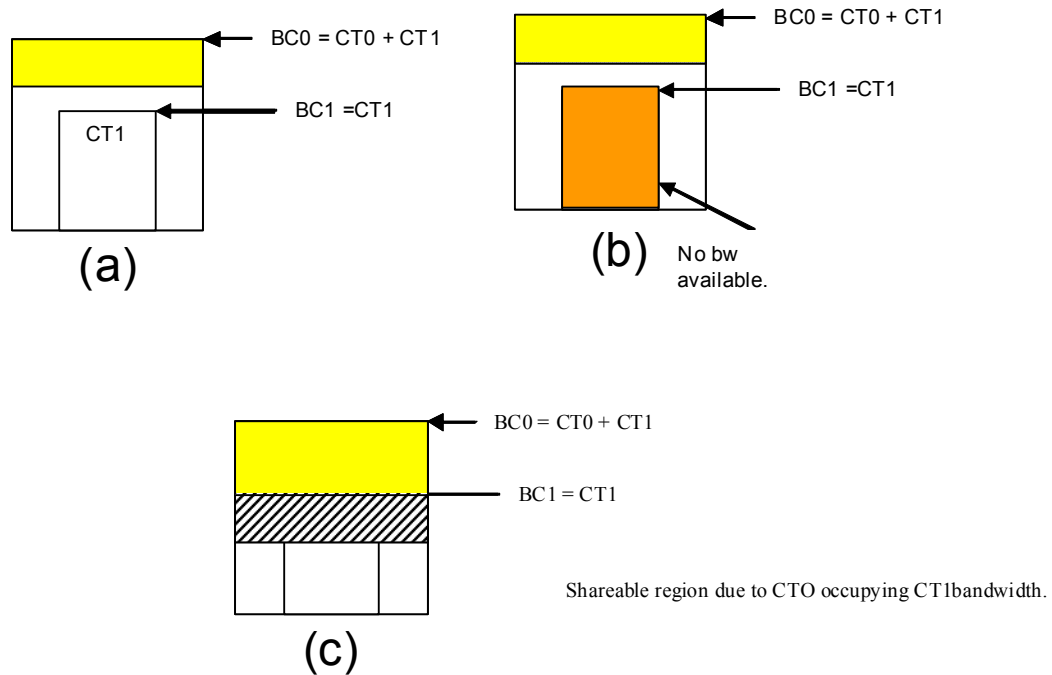 BC0 = CT0 + CT1
BC1 =CT1
CT1
(a)
BC0 = CT0 + CT1
BC1 =CT1
(b)
No bw
available.
BC0 = CT0 + CT1
BC1 = CT1
Shareable region due to CTO occupying CT1bandwidth.
(c)